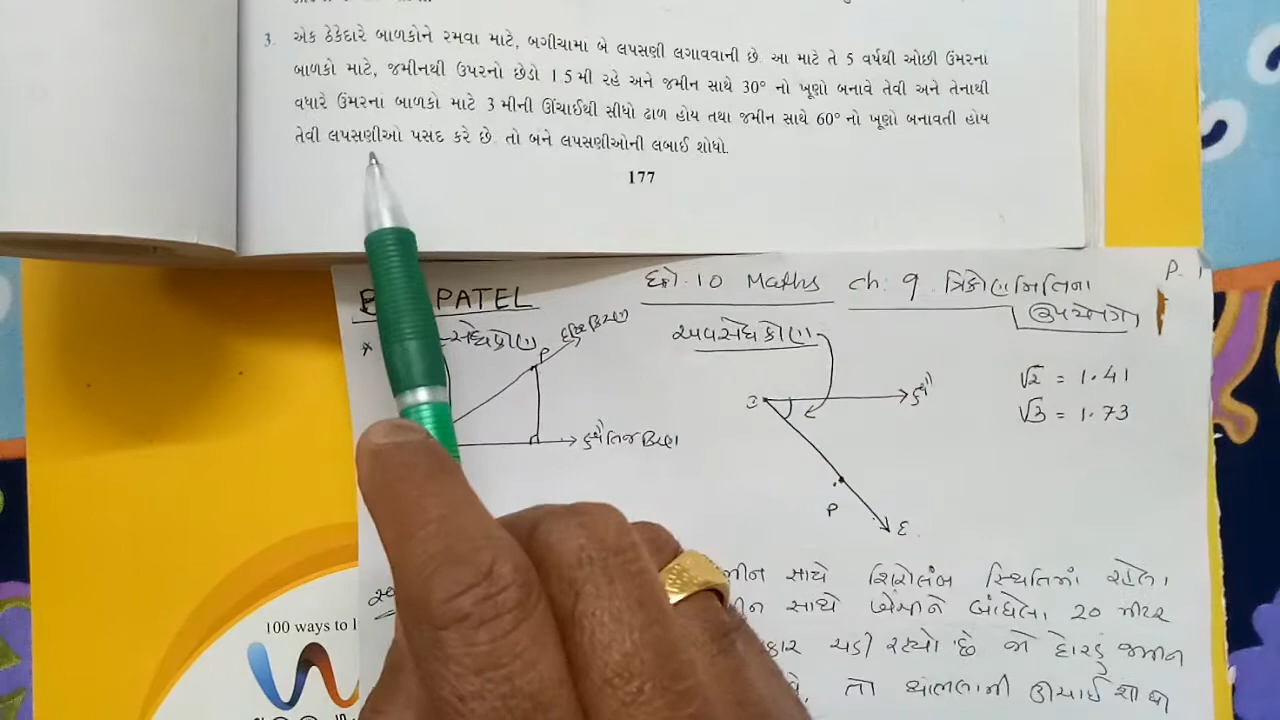 3. એક ઠેકેદારે બાળકોને રમવા માટે, બગીચામા બે લપસણી લગાવવાની છે. આ માટે તે 5 વર્ષથી ઓછી ઉંમરનાં
બાળકો માટે, જમીનથી ઉપરનો છેડો 1 5 મી રહે અને જમીન સાથે 30° નો ખૂણો બનાવે તેવી અને તેનાથી
વધારે ઉંમરનાં બાળકો માટે 3 મીની ઊંચાઈથી સીધો ઢાળ હોય તથા જમીન સાથે 60° નો ખૂણો બનાવતી હોય
તેવી લપસણીઓ પસદ કરે છે. તો બંને લપસણીઓની લબાઈ શોધો.
177
P-1
PATEL
ધો. 10 Maths ch. 9 ત્રિકોણમિતિના
ઉપયોગો
દ્રષ્ટિકિરણ
અવસેધકોણ
P
√2 = 1.41
√3 = 1.73
ક્ષૈતિજ કિરણ
P
સાથે શિરોલંબ સ્થિતિમાં રહેલા
સાથે ખેંચીને બાંધેલા 20 મીટર
ચડી રહ્યો છે જો દોરડું જમીન
તો થાંભલાની ઊંચાઈ શોધો
100 ways to l